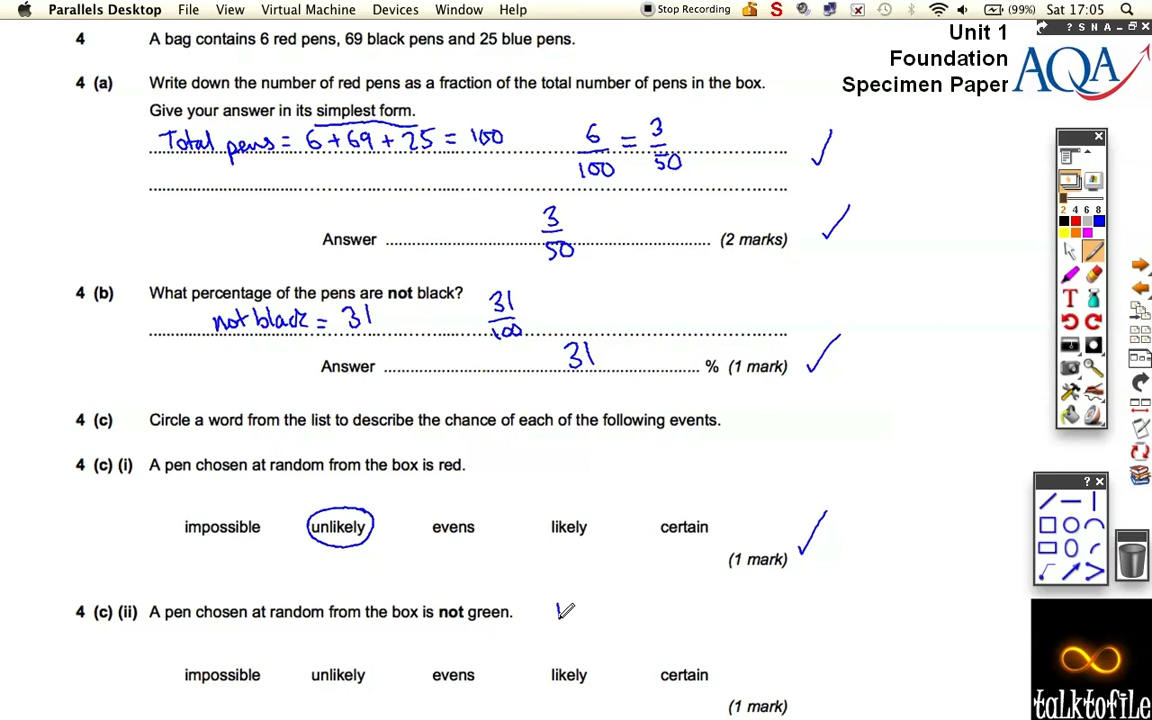 Parallels Desktop File View Virtual Machine Devices Window Help Stop Recording (99%) Sat 17:05
Unit 1
Foundation
Specimen Paper
AQA
4 A bag contains 6 red pens, 69 black pens and 25 blue pens.
4 (a) Write down the number of red pens as a fraction of the total number of pens in the box.
Give your answer in its simplest form.
Total pens = 6 + 69 + 25 = 100 6/100 = 3/50
Answer 3/50 (2 marks)
4 (b) What percentage of the pens are not black?
not black = 31 31/100
Answer 31 % (1 mark)
4 (c) Circle a word from the list to describe the chance of each of the following events.
4 (c) (i) A pen chosen at random from the box is red.
impossible unlikely evens likely certain
(1 mark)
4 (c) (ii) A pen chosen at random from the box is not green.
impossible unlikely evens likely certain
(1 mark)
? S N A
2 4 6 8
T
?
talktofile